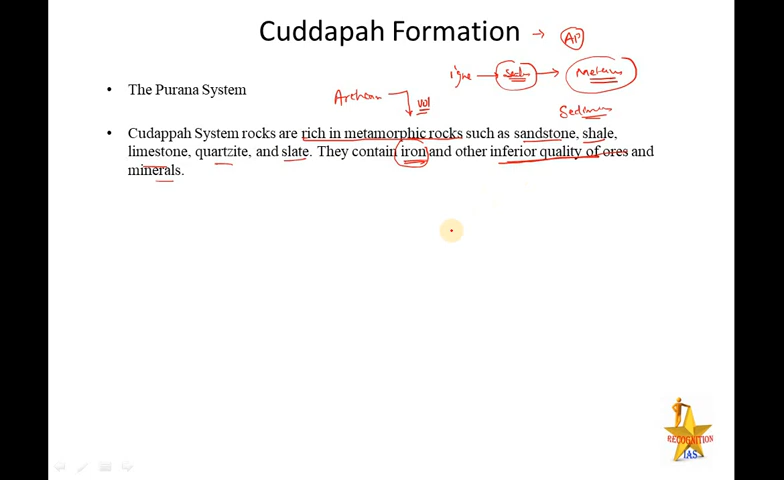 Cuddapah Formation
→ AP
igne → Sedim → Metam
• The Purana System
Archean
vol
Sedimen
• Cudappah System rocks are rich in metamorphic rocks such as sandstone, shale,
limestone, quartzite, and slate. They contain iron and other inferior quality of ores and
minerals.
RECOGNITION
IAS